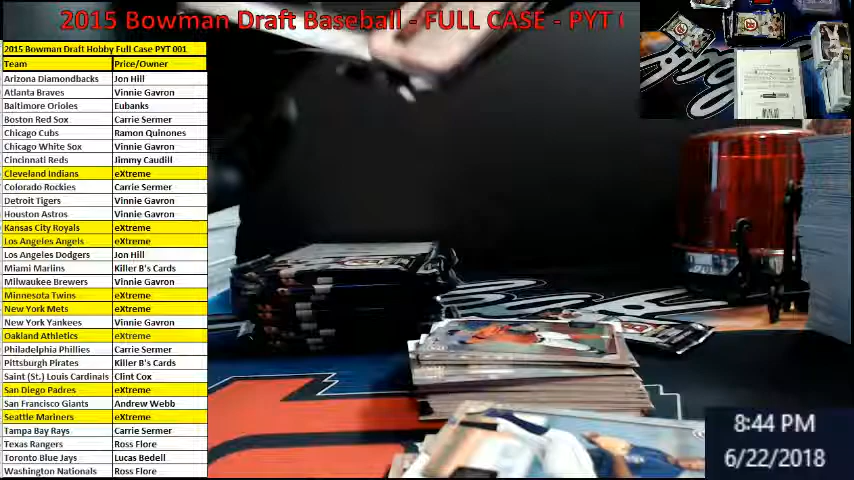 2015 Bowman Draft Baseball - FULL CASE - PYT
2015 Bowman Draft Hobby Full Case PYT 001
Team Price/Owner
Arizona Diamondbacks Jon Hill
Atlanta Braves Vinnie Gavron
Baltimore Orioles Eubanks
Boston Red Sox Carrie Sermer
Chicago Cubs Ramon Quinones
Chicago White Sox Vinnie Gavron
Cincinnati Reds Jimmy Caudill
Cleveland Indians eXtreme
Colorado Rockies Carrie Sermer
Detroit Tigers Vinnie Gavron
Houston Astros Vinnie Gavron
Kansas City Royals eXtreme
Los Angeles Angels eXtreme
Los Angeles Dodgers Jon Hill
Miami Marlins Killer B's Cards
Milwaukee Brewers Vinnie Gavron
Minnesota Twins eXtreme
New York Mets eXtreme
New York Yankees Vinnie Gavron
Oakland Athletics eXtreme
Philadelphia Phillies Carrie Sermer
Pittsburgh Pirates Killer B's Cards
Saint (St.) Louis Cardinals Clint Cox
San Diego Padres eXtreme
San Francisco Giants Andrew Webb
Seattle Mariners eXtreme
Tampa Bay Rays Carrie Sermer
Texas Rangers Ross Flore
Toronto Blue Jays Lucas Bedell
Washington Nationals Ross Flore
8:44 PM
6/22/2018